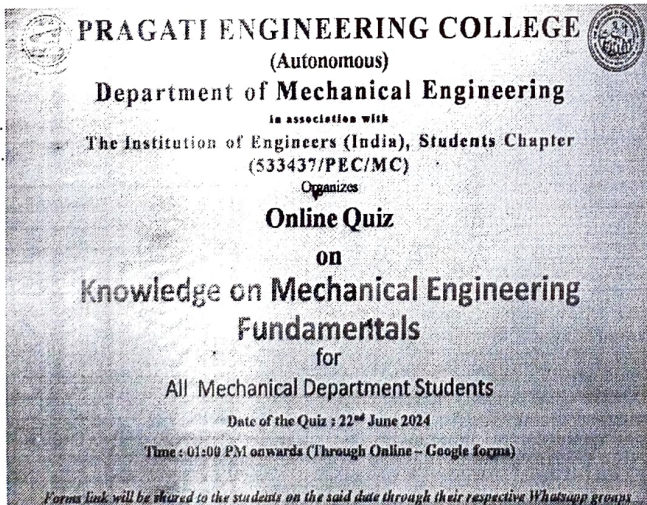 PRAGATI ENGINEERING COLLEGE
(Autonomous)
Department of Mechanical Engineering
in association with
The Institution of Engineers (India), Students Chapter
(533437/PEC/MC)
Organizes
Online Quiz
on
Knowledge on Mechanical Engineering
Fundamentals
for
All Mechanical Department Students
Date of the Quiz : 22nd June 2024
Time : 01:00 PM onwards (Through Online – Google forms)
Forms link will be shared to the students on the said date through their respective Whatsapp groups